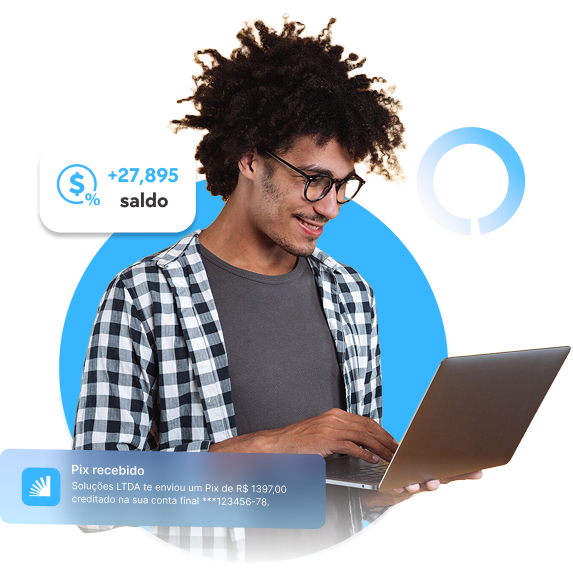 +27,895
$
%
saldo
Pix recebido
Soluções LTDA te enviou um Pix de R$ 1397,00
creditado na sua conta final ***123456-78.